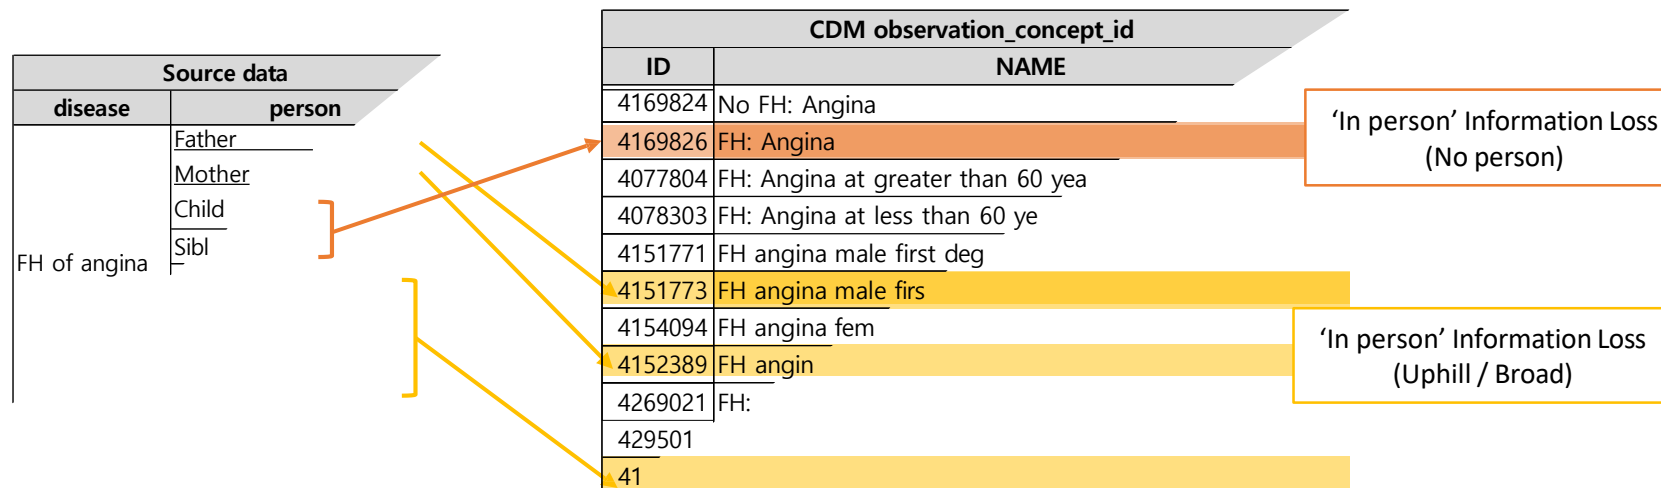 Source data
disease person
FH of angina
Father
Mother
Child
Sibl
CDM observation_concept_id
ID NAME
4169824 No FH: Angina
4169826 FH: Angina
4077804 FH: Angina at greater than 60 yea
4078303 FH: Angina at less than 60 ye
4151771 FH angina male first deg
4151773 FH angina male firs
4154094 FH angina fem
4152389 FH angin
4269021 FH:
429501
41
‘In person’ Information Loss
(No person)
‘In person’ Information Loss
(Uphill / Broad)